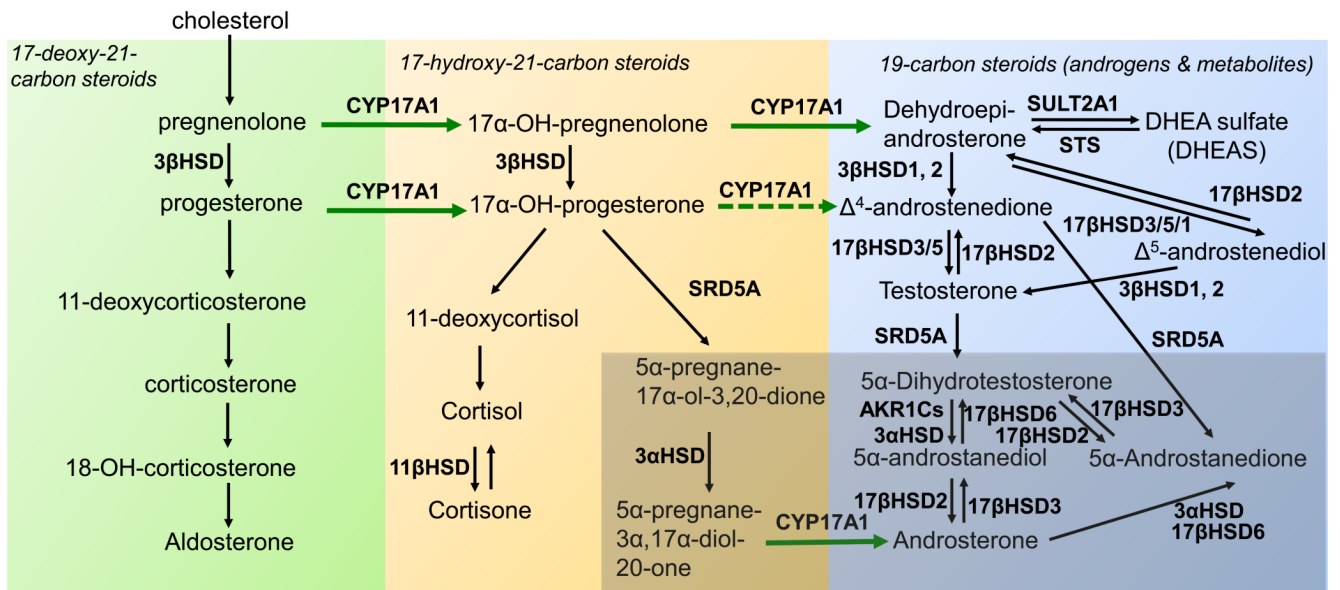 cholesterol
17-deoxy-21-
carbon steroids
17-hydroxy-21-carbon steroids
19-carbon steroids (androgens & metabolites)
pregnenolone
CYP17A1
17α-OH-pregnenolone
CYP17A1
Dehydroepi-
androsterone
SULT2A1
STS
DHEA sulfate
(DHEAS)
3βHSD
3βHSD
3βHSD1, 2
17βHSD2
progesterone
CYP17A1
17α-OH-progesterone
CYP17A1
Δ⁴-androstenedione
17βHSD3/5/1
Δ⁵-androstenediol
17βHSD3/5
17βHSD2
3βHSD1, 2
11-deoxycorticosterone
11-deoxycortisol
SRD5A
Testosterone
SRD5A
SRD5A
corticosterone
Cortisol
5α-pregnane-
17α-ol-3,20-dione
5α-Dihydrotestosterone
AKR1Cs
3αHSD
17βHSD6
17βHSD2
17βHSD3
18-OH-corticosterone
11βHSD
3αHSD
5α-androstanediol
5α-Androstanedione
Cortisone
17βHSD2
17βHSD3
3αHSD
17βHSD6
Aldosterone
5α-pregnane-
3α,17α-diol-
20-one
CYP17A1
Androsterone